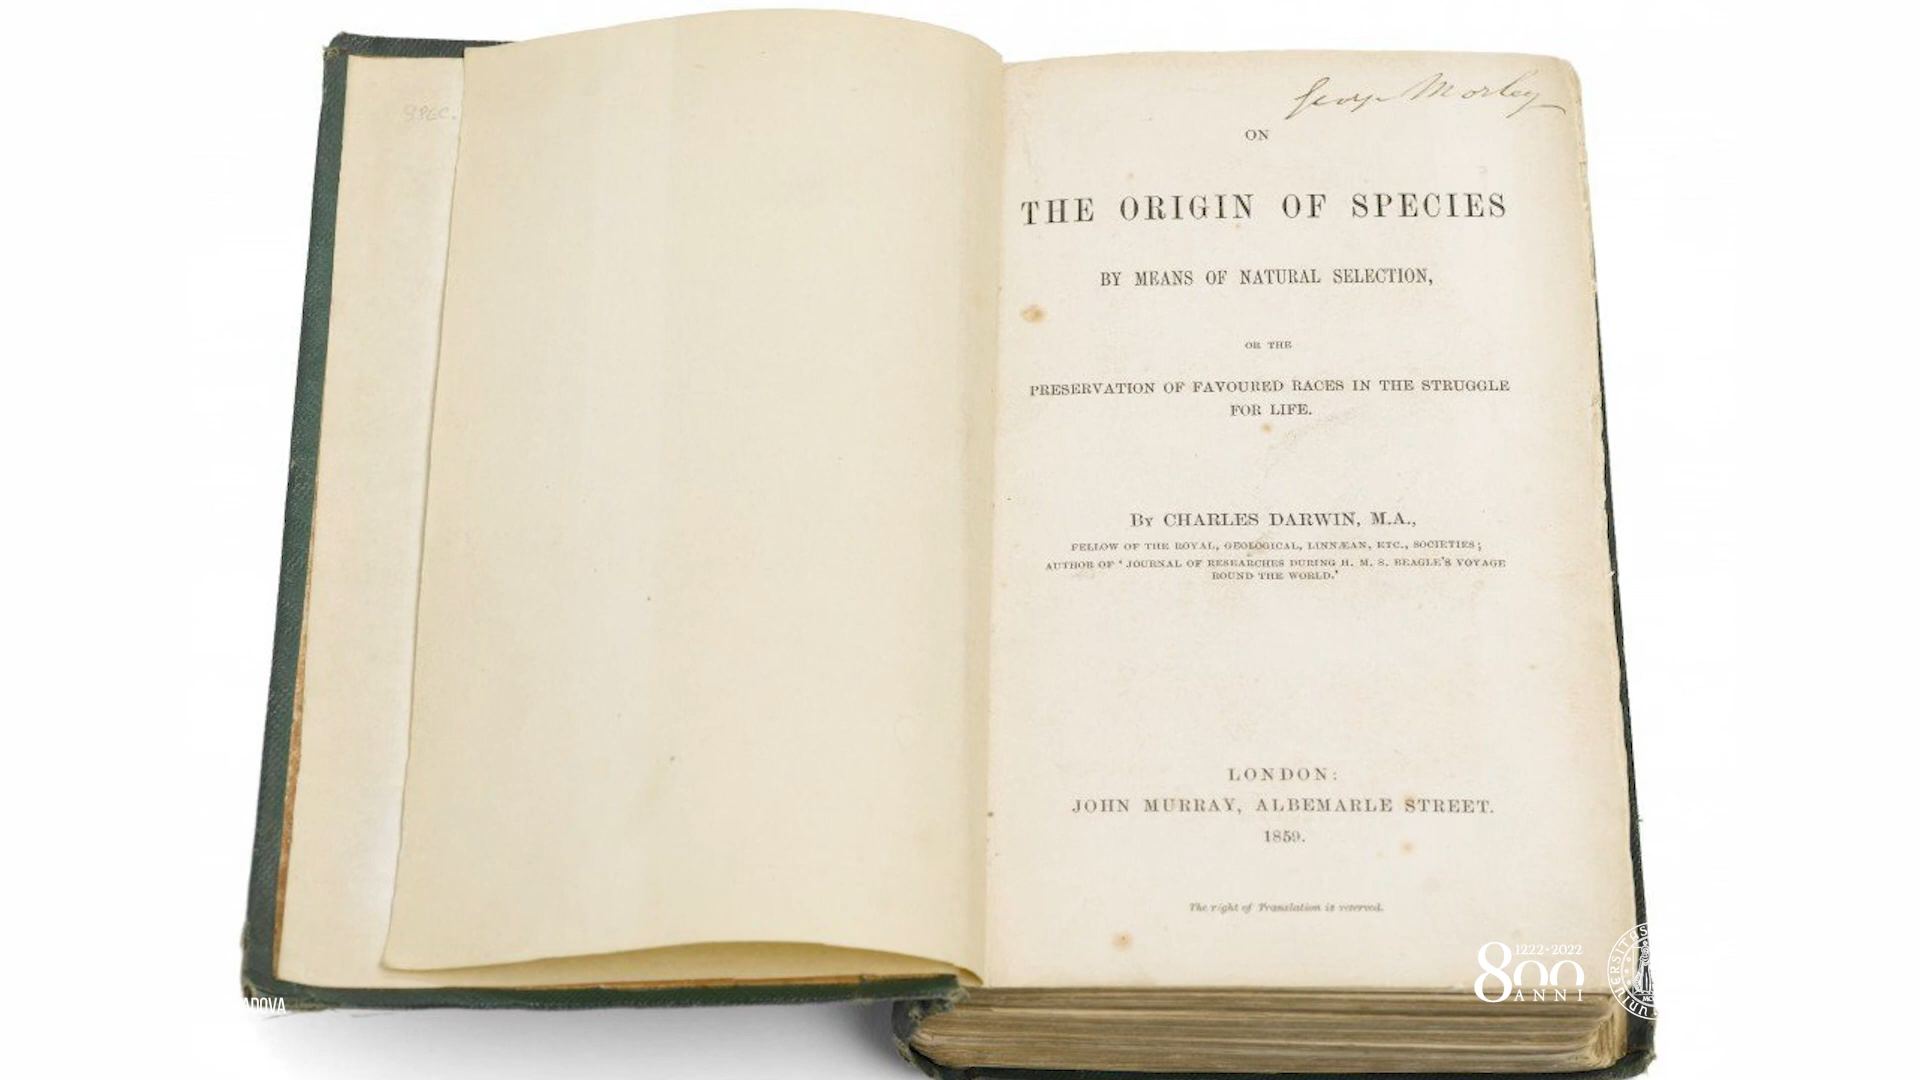 SPEC.
George Morley
ON
THE ORIGIN OF SPECIES
BY MEANS OF NATURAL SELECTION,
OR THE
PRESERVATION OF FAVOURED RACES IN THE STRUGGLE
FOR LIFE.
BY CHARLES DARWIN, M.A.,
FELLOW OF THE ROYAL, GEOLOGICAL, LINNÆAN, ETC., SOCIETIES;
AUTHOR OF 'JOURNAL OF RESEARCHES DURING H. M. S. BEAGLE'S VOYAGE
ROUND THE WORLD.'
LONDON:
JOHN MURRAY, ALBEMARLE STREET.
1859.
The right of Translation is reserved.
1222·2022
800
ANNI